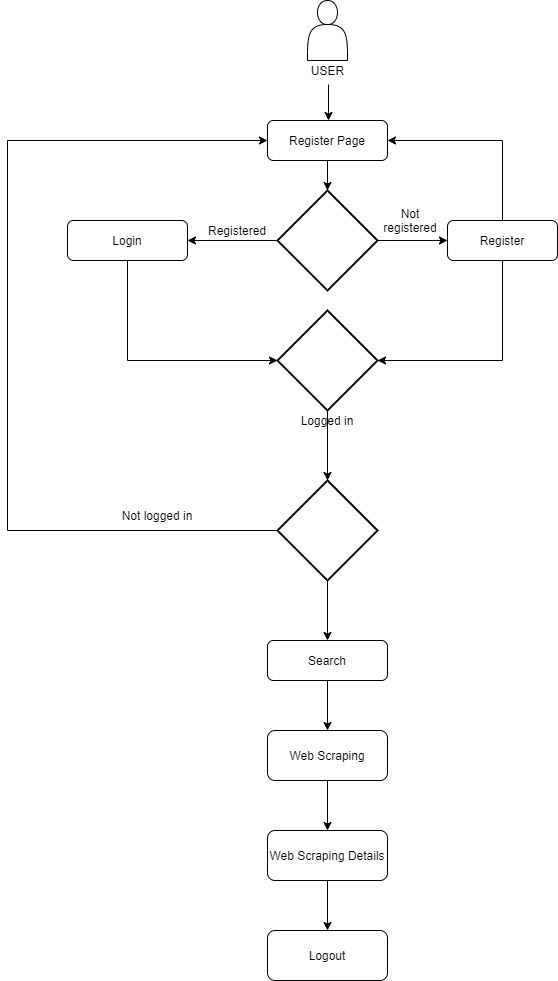 USER
Register Page
Registered
Not
registered
Login
Register
Logged in
Not logged in
Search
Web Scraping
Web Scraping Details
Logout